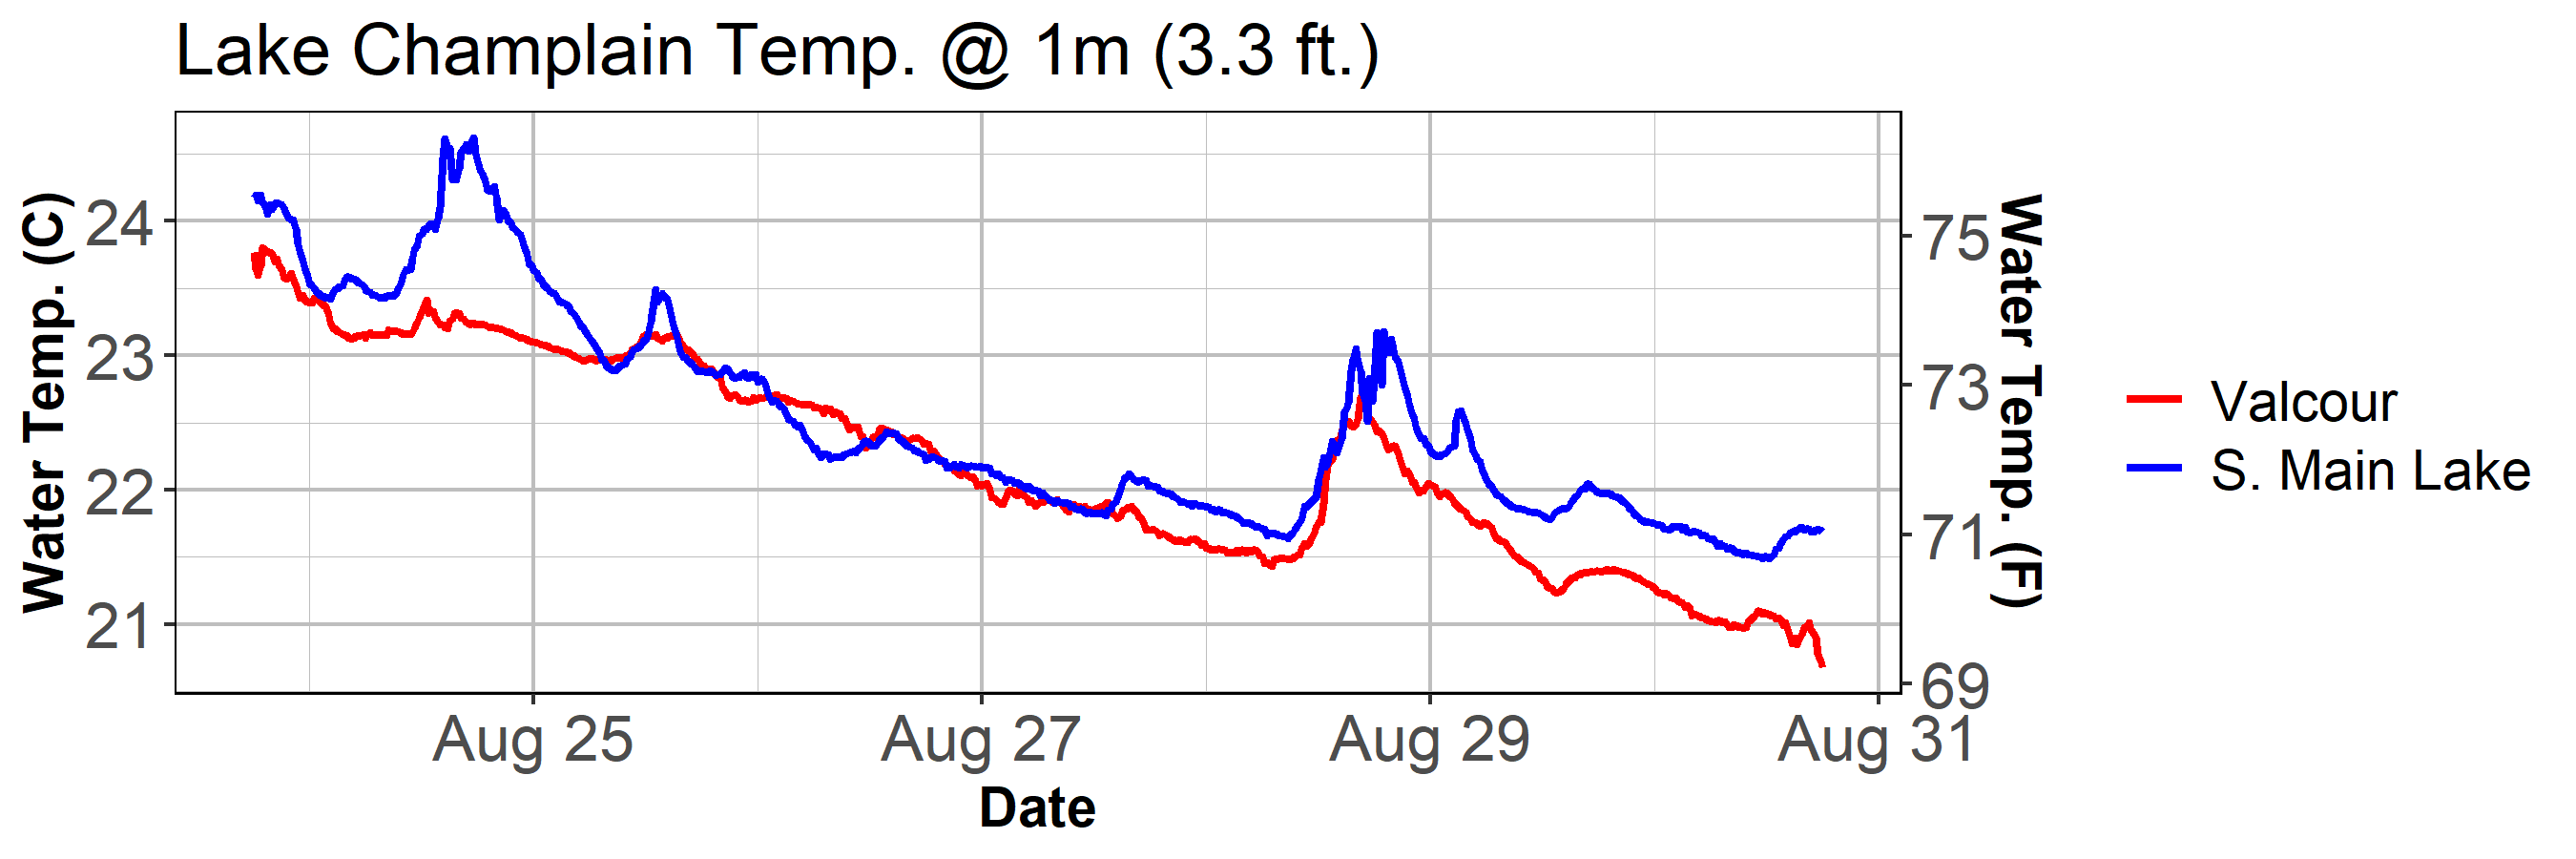 Lake Champlain Temp. @ 1m (3.3 ft.)
Water Temp. (C)
24
23
22
21
75
73
71
69
Water Temp. (F)
Aug 25
Aug 27
Aug 29
Aug 31
Date
Valcour
S. Main Lake